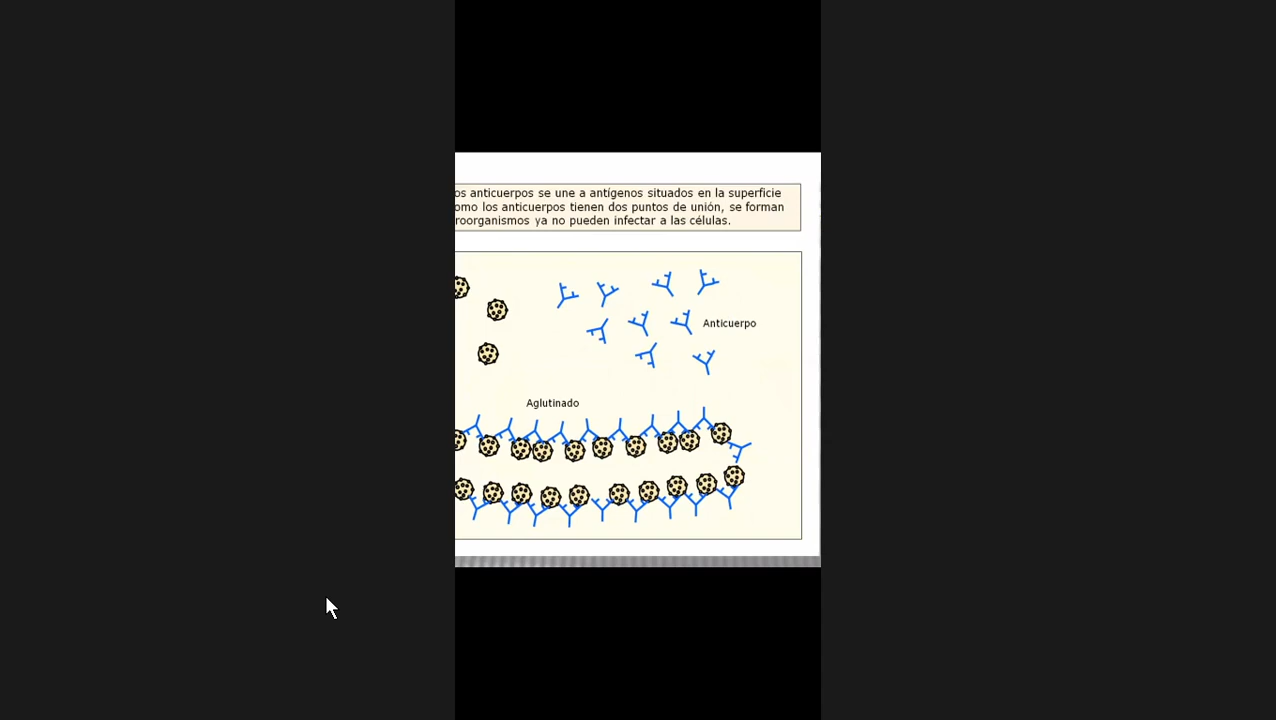 os anticuerpos se une a antígenos situados en la superficie
omo los anticuerpos tienen dos puntos de unión, se forman
roorganismos ya no pueden infectar a las células.
Anticuerpo
Aglutinado